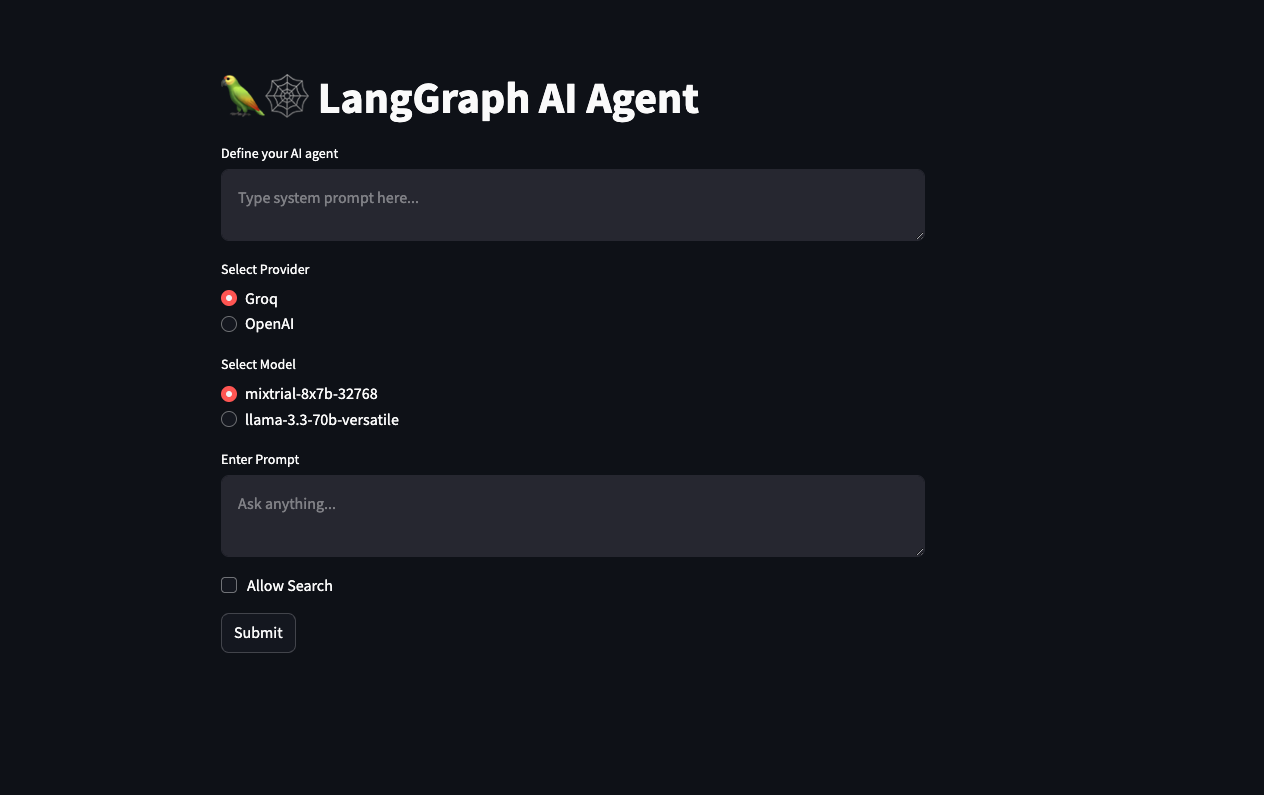 LangGraph AI Agent
Define your AI agent
Type system prompt here...
Select Provider
Groq
OpenAI
Select Model
mixtrial-8x7b-32768
llama-3.3-70b-versatile
Enter Prompt
Ask anything...
Allow Search
Submit